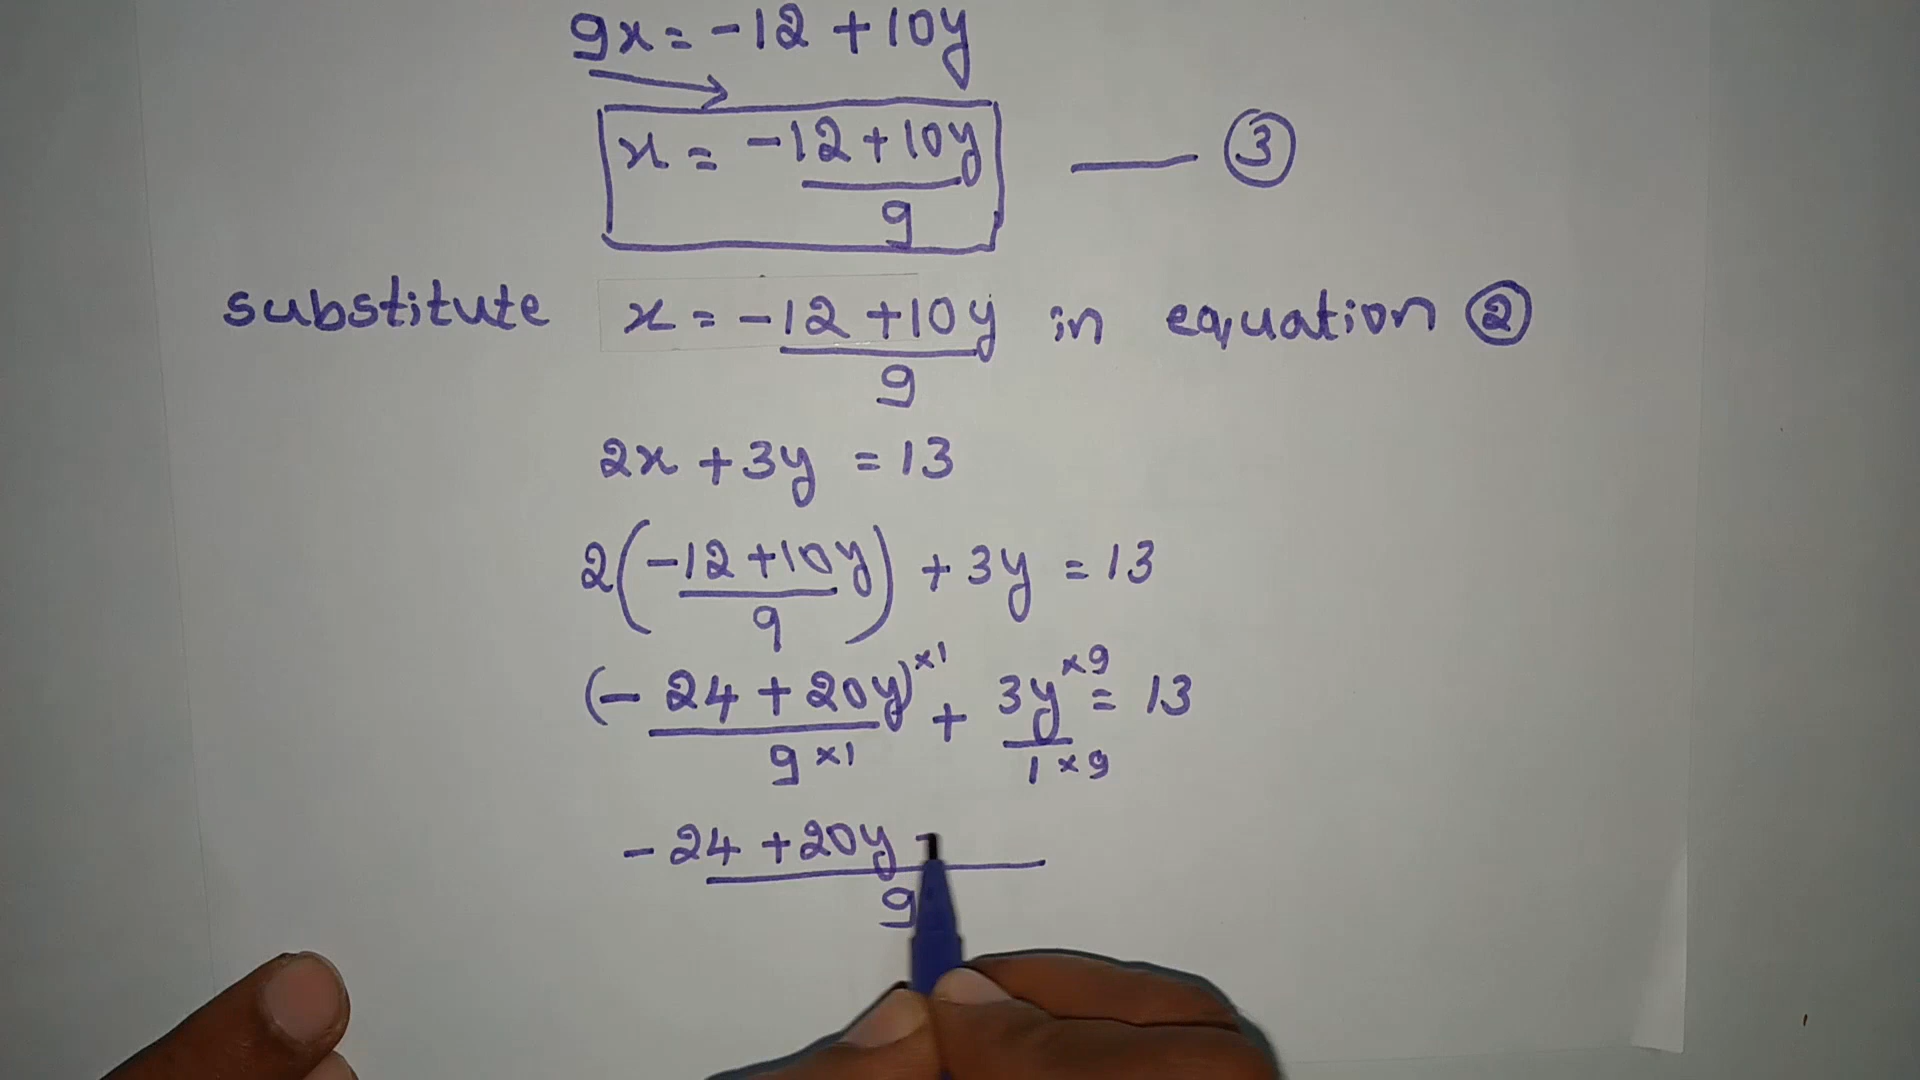 9x = -12 + 10y
x = -12 + 10y / 9 —— ③
substitute x = -12 + 10y / 9 in equation ②
2x + 3y = 13
2(-12 + 10y / 9) + 3y = 13
(-24 + 20y)×1 / 9×1 + 3y×9 / 1×9 = 13
-24 + 20y - / 9